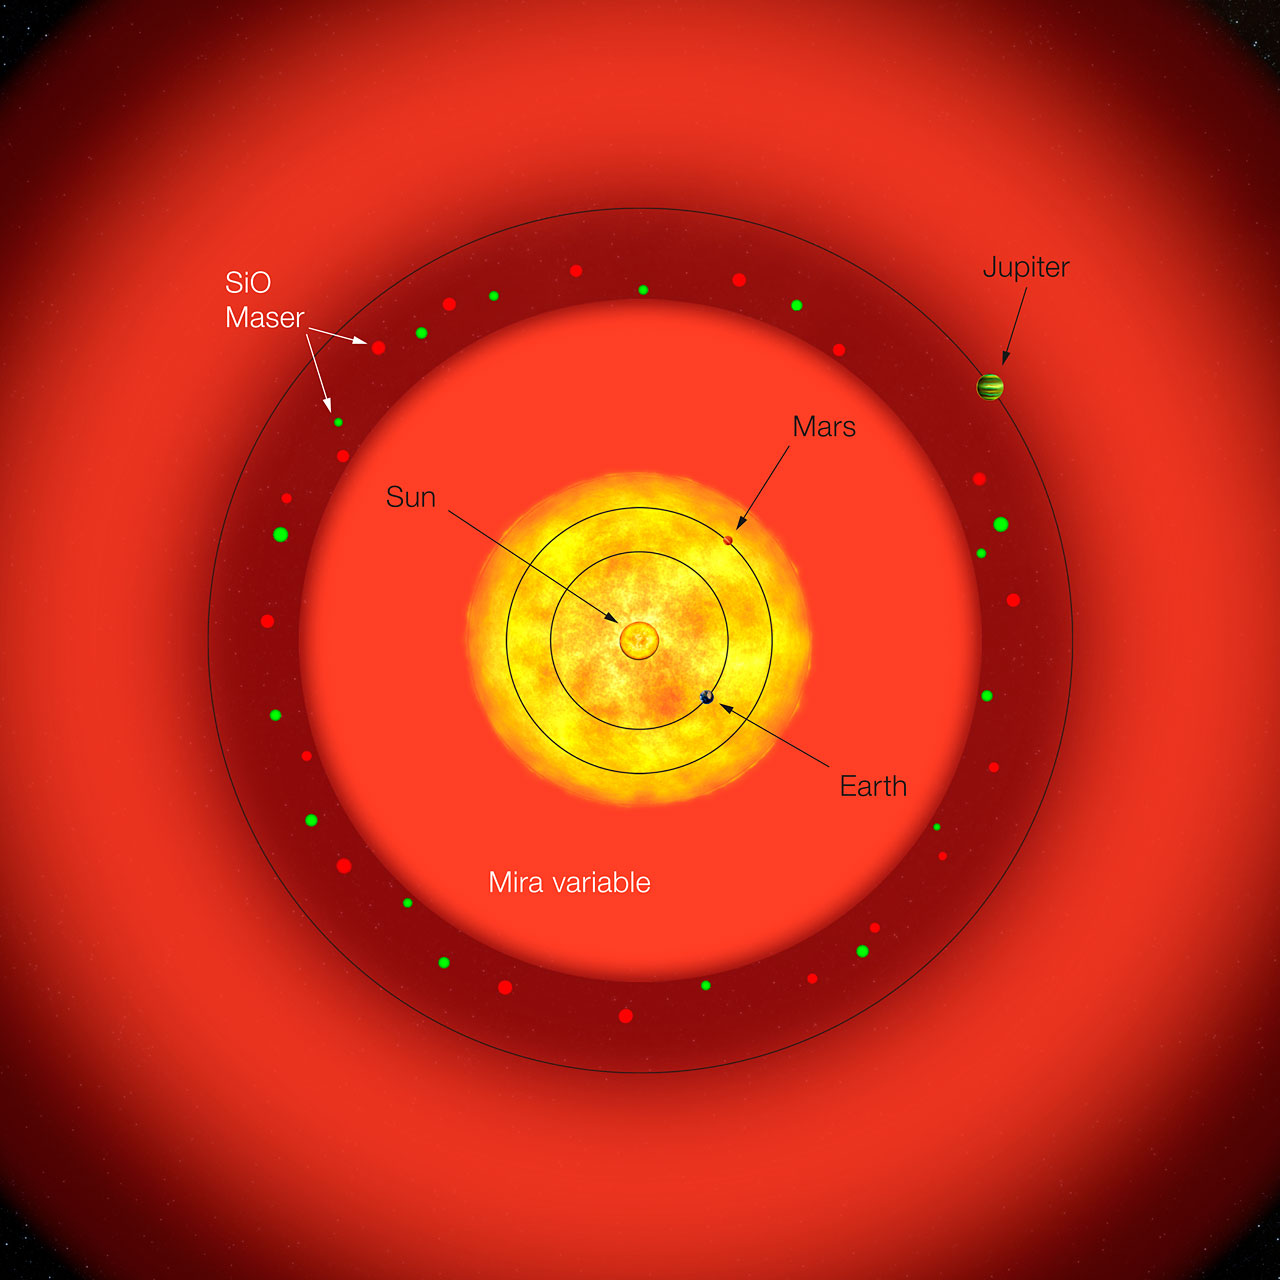 SiO
Maser
Jupiter
Mars
Sun
Earth
Mira variable